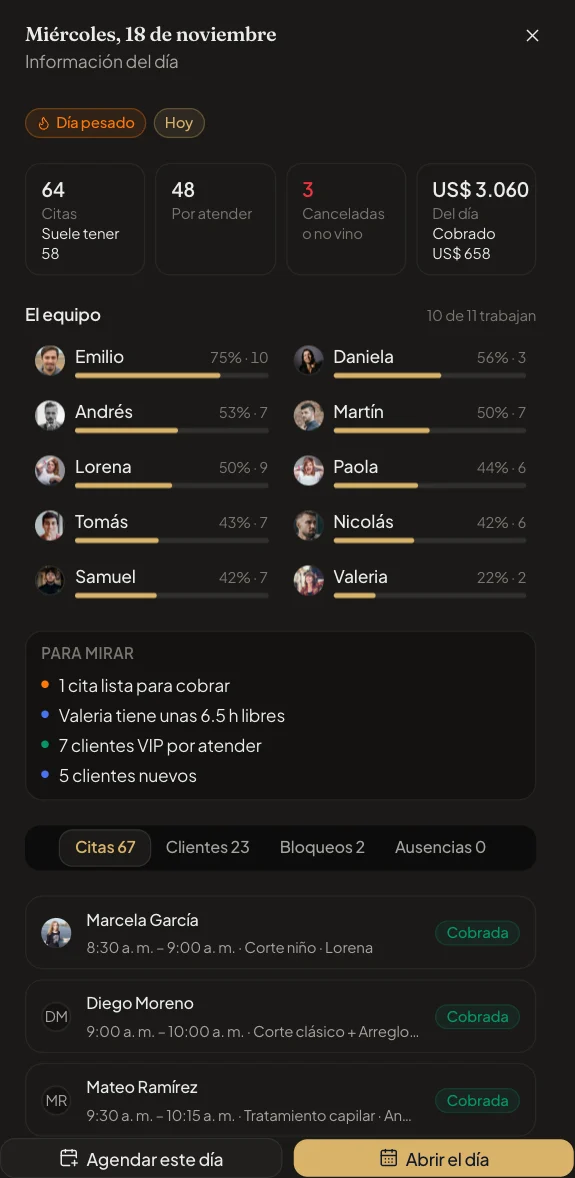 Miércoles, 18 de noviembre
Información del día
Día pesado
Hoy
64
Citas
Suele tener
58
48
Por atender
3
Canceladas
o no vino
US$ 3.060
Del día
Cobrado
US$ 658
El equipo
10 de 11 trabajan
Emilio 75% · 10
Daniela 56% · 3
Andrés 53% · 7
Martín 50% · 7
Lorena 50% · 9
Paola 44% · 6
Tomás 43% · 7
Nicolás 42% · 6
Samuel 42% · 7
Valeria 22% · 2
PARA MIRAR
1 cita lista para cobrar
Valeria tiene unas 6.5 h libres
7 clientes VIP por atender
5 clientes nuevos
Citas 67 Clientes 23 Bloqueos 2 Ausencias 0
Marcela García
8:30 a. m. – 9:00 a. m. · Corte niño · Lorena
Cobrada
DM
Diego Moreno
9:00 a. m. – 10:00 a. m. · Corte clásico + Arreglo...
Cobrada
MR
Mateo Ramírez
9:30 a. m. – 10:15 a. m. · Tratamiento capilar · An...
Cobrada
Agendar este día
Abrir el día